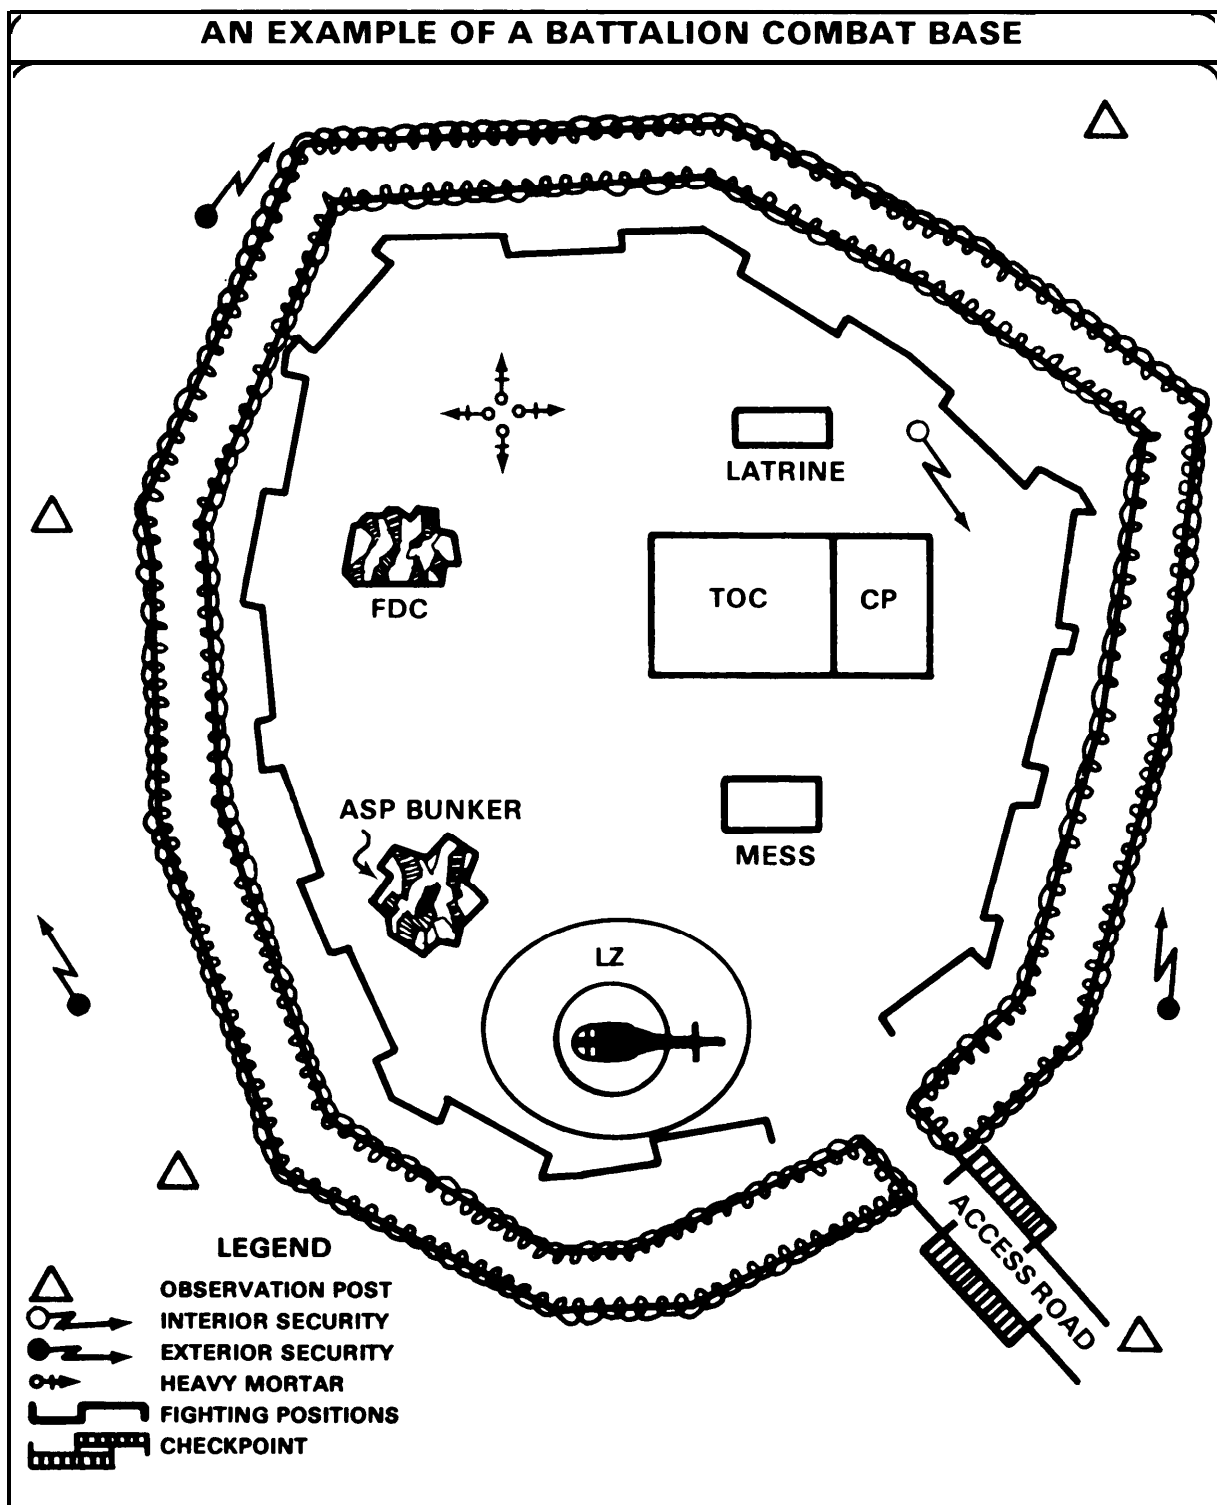 AN EXAMPLE OF A BATTALION COMBAT BASE
LATRINE
FDC
TOC
CP
ASP BUNKER
MESS
LZ
ACCESS ROAD
LEGEND
OBSERVATION POST
INTERIOR SECURITY
EXTERIOR SECURITY
HEAVY MORTAR
FIGHTING POSITIONS
CHECKPOINT